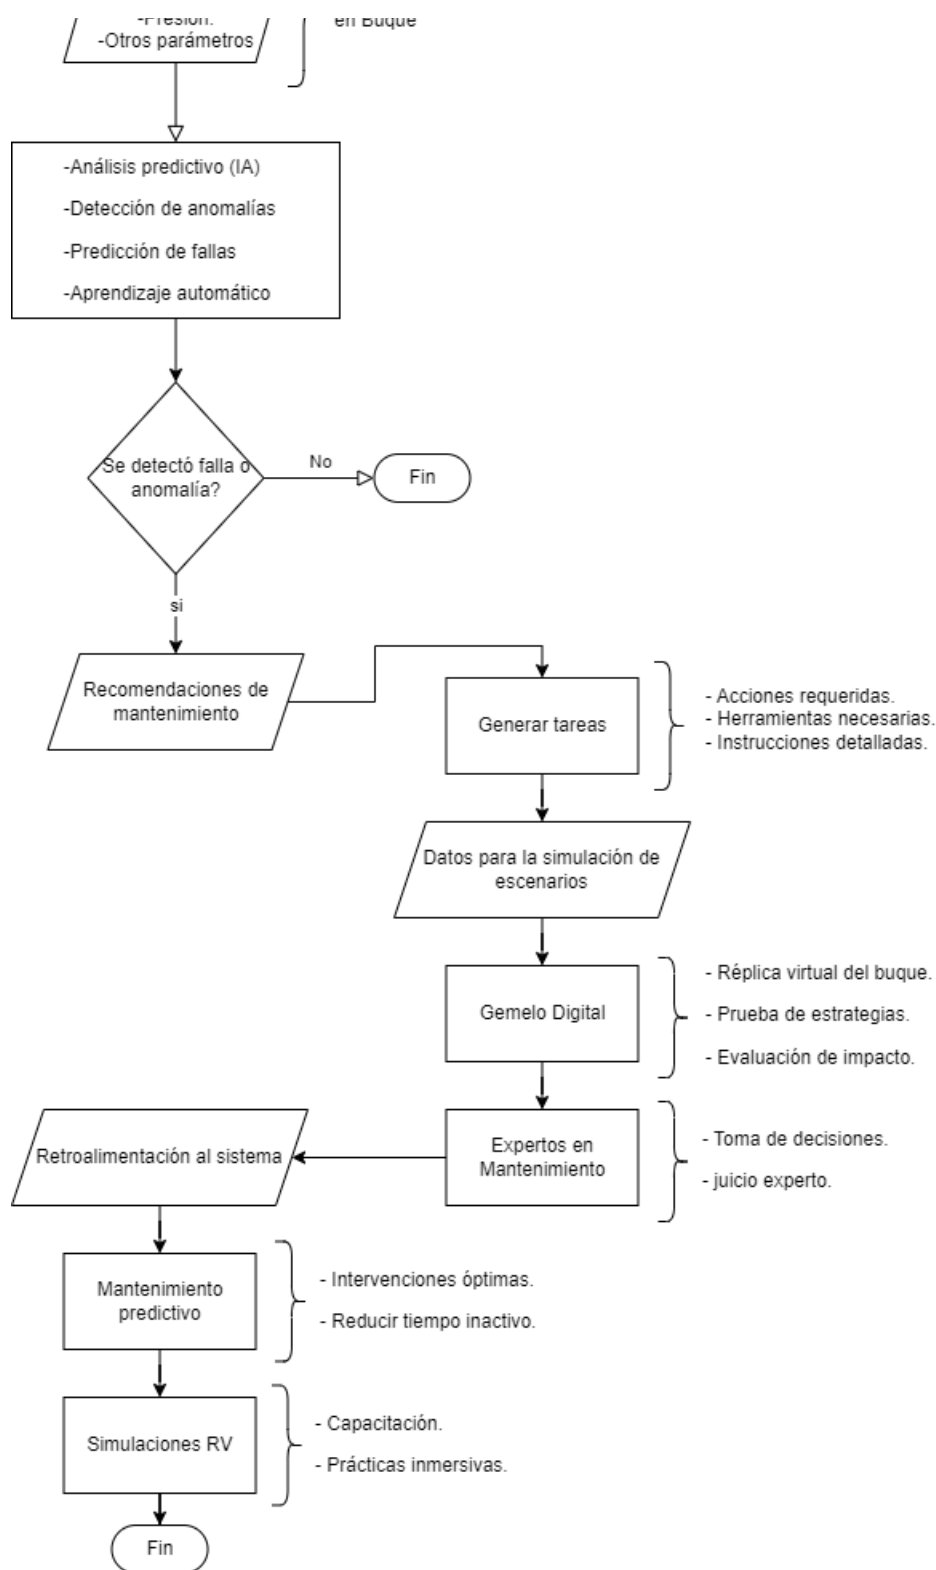 -Presión.
en Buque
-Otros parámetros
-Análisis predictivo (IA)
-Detección de anomalías
-Predicción de fallas
-Aprendizaje automático
Se detectó falla o
anomalía?
No
Fin
si
Recomendaciones de
mantenimiento
Generar tareas
- Acciones requeridas.
- Herramientas necesarias.
- Instrucciones detalladas.
Datos para la simulación de
escenarios
Gemelo Digital
- Réplica virtual del buque.
- Prueba de estrategias.
- Evaluación de impacto.
Expertos en
Mantenimiento
- Toma de decisiones.
- juicio experto.
Retroalimentación al sistema
Mantenimiento
predictivo
- Intervenciones óptimas.
- Reducir tiempo inactivo.
Simulaciones RV
- Capacitación.
- Prácticas inmersivas.
Fin